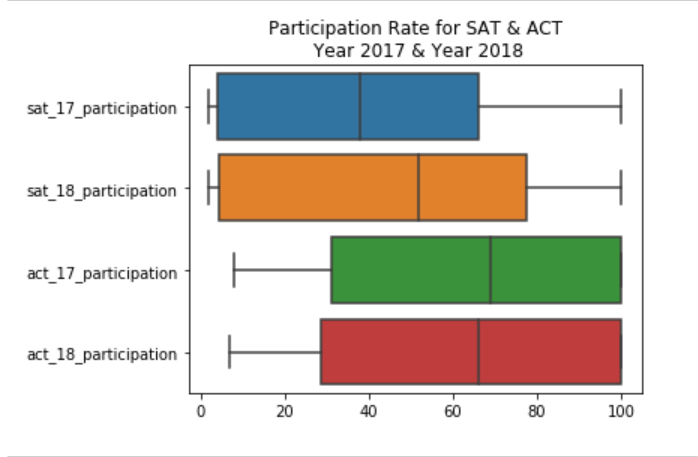 Participation Rate for SAT & ACT
Year 2017 & Year 2018
sat_17_participation
sat_18_participation
act_17_participation
act_18_participation
0 20 40 60 80 100